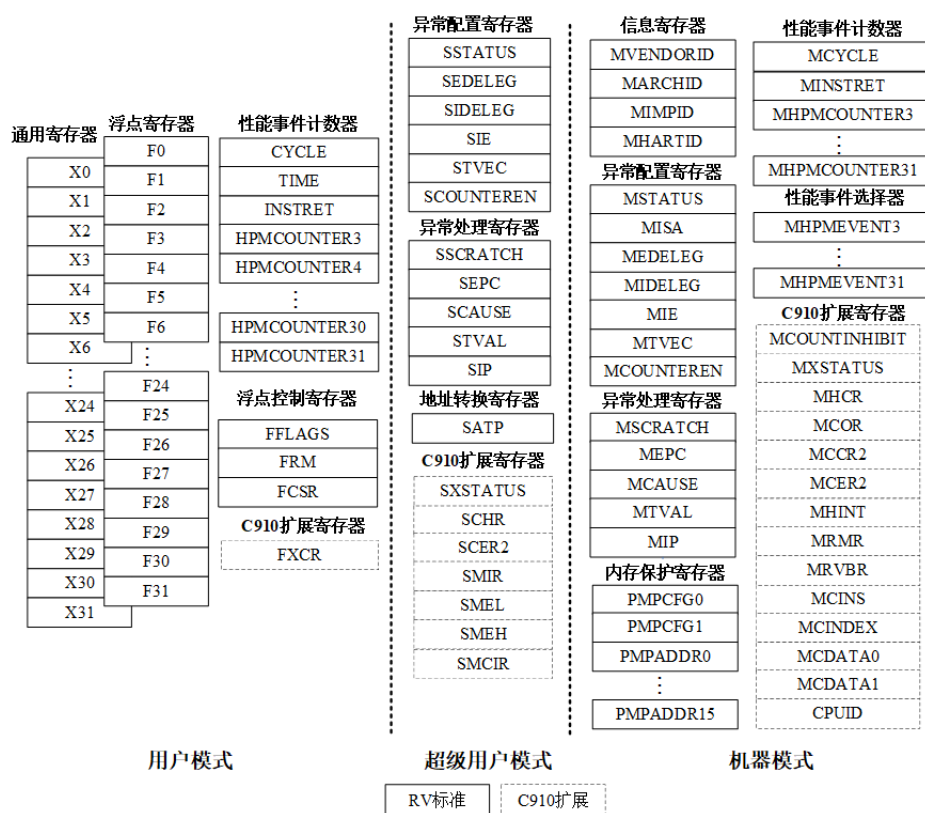 通用寄存器
X0
X1
X2
X3
X4
X5
X6
X24
X25
X26
X27
X28
X29
X30
X31
浮点寄存器
F0
F1
F2
F3
F4
F5
F6
F24
F25
F26
F27
F28
F29
F30
F31
性能事件计数器
CYCLE
TIME
INSTRET
HPMCOUNTER3
HPMCOUNTER4
HPMCOUNTER30
HPMCOUNTER31
浮点控制寄存器
FFLAGS
FRM
FCSR
C910扩展寄存器
FXCR
用户模式
异常配置寄存器
SSTATUS
SEDELEG
SIDELEG
SIE
STVEC
SCOUNTEREN
异常处理寄存器
SSCRATCH
SEPC
SCAUSE
STVAL
SIP
地址转换寄存器
SATP
C910扩展寄存器
SXSTATUS
SCHR
SCER2
SMIR
SMEL
SMEH
SMCIR
超级用户模式
信息寄存器
MVENDORID
MARCHID
MIMPID
MHARTID
异常配置寄存器
MSTATUS
MISA
MEDELEG
MIDELEG
MIE
MTVEC
MCOUNTEREN
异常处理寄存器
MSCRATCH
MEPC
MCAUSE
MTVAL
MIP
内存保护寄存器
PMPCFG0
PMPCFG1
PMPADDR0
PMPADDR15
性能事件计数器
MCYCLE
MINSTRET
MHPMCOUNTER3
MHPMCOUNTER31
性能事件选择器
MHPMEVENT3
MHPMEVENT31
C910扩展寄存器
MCOUNTINHIBIT
MXSTATUS
MHCR
MCOR
MCCR2
MCER2
MHINT
MRMR
MRVBR
MCINS
MCINDEX
MCDATA0
MCDATA1
CPUID
机器模式
RV标准
C910扩展